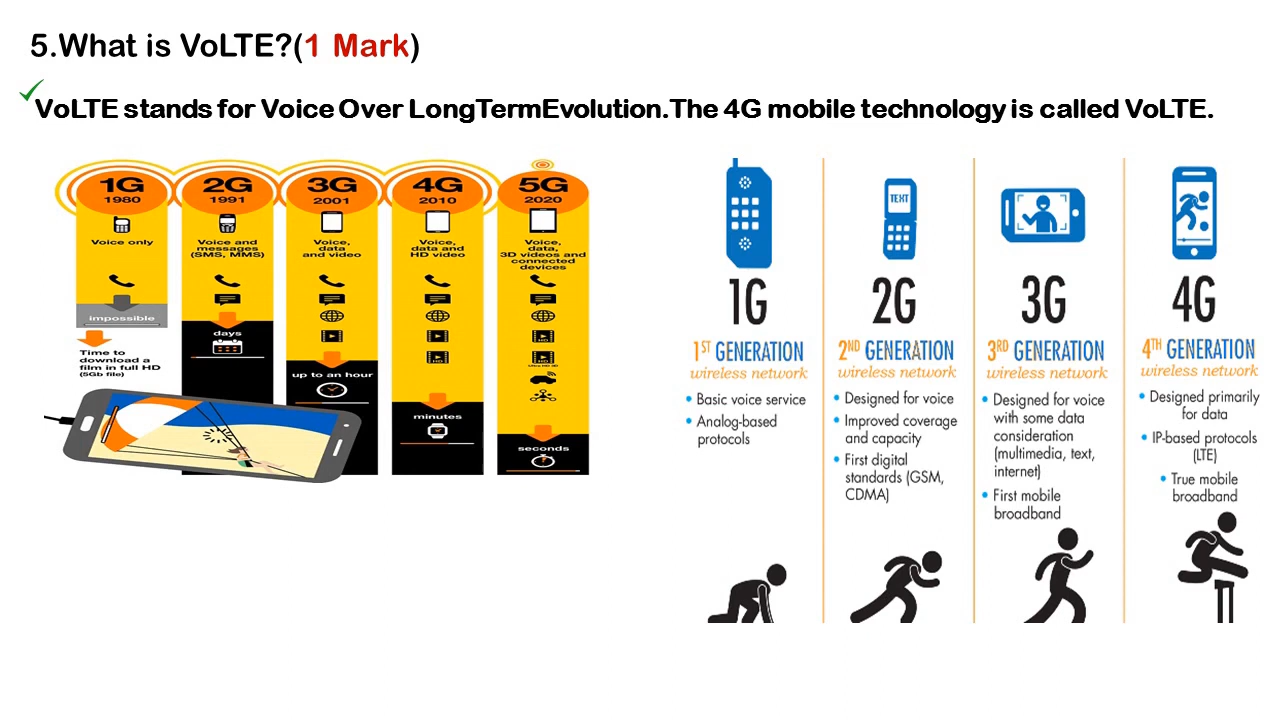 5.What is VoLTE?(1 Mark)
VoLTE stands for Voice Over LongTermEvolution.The 4G mobile technology is called VoLTE.
1G
1980
Voice only
impossible
Time to
download a
film in full HD
(5Gb file)
2G
1991
Voice and
messages
(SMS, MMS)
days
3G
2001
Voice,
data
and video
up to an hour
4G
2010
Voice,
data and
HD video
HD
minutes
5G
2020
Voice,
data,
3D videos and
connected
devices
HD
Ultra HD 3D
seconds
1G
1ST GENERATION
wireless network
• Basic voice service
• Analog-based
protocols
TEXT
2G
2ND GENERATION
wireless network
• Designed for voice
• Improved coverage
and capacity
• First digital
standards (GSM,
CDMA)
3G
3RD GENERATION
wireless network
• Designed for voice
with some data
consideration
(multimedia, text,
internet)
• First mobile
broadband
4G
4TH GENERATION
wireless network
• Designed primarily
for data
• IP-based protocols
(LTE)
• True mobile
broadband